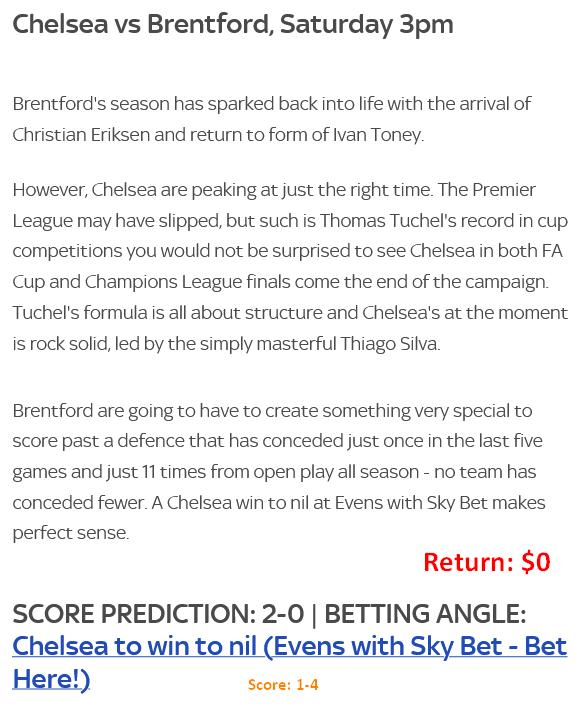 Chelsea vs Brentford, Saturday 3pm
Brentford's season has sparked back into life with the arrival of
Christian Eriksen and return to form of Ivan Toney.
However, Chelsea are peaking at just the right time. The Premier
League may have slipped, but such is Thomas Tuchel's record in cup
competitions you would not be surprised to see Chelsea in both FA
Cup and Champions League finals come the end of the campaign.
Tuchel's formula is all about structure and Chelsea's at the moment
is rock solid, led by the simply masterful Thiago Silva.
Brentford are going to have to create something very special to
score past a defence that has conceded just once in the last five
games and just 11 times from open play all season - no team has
conceded fewer. A Chelsea win to nil at Evens with Sky Bet makes
perfect sense.
Return: $0
SCORE PREDICTION: 2-0 | BETTING ANGLE:
Chelsea to win to nil (Evens with Sky Bet - Bet
Here!)
Score: 1-4